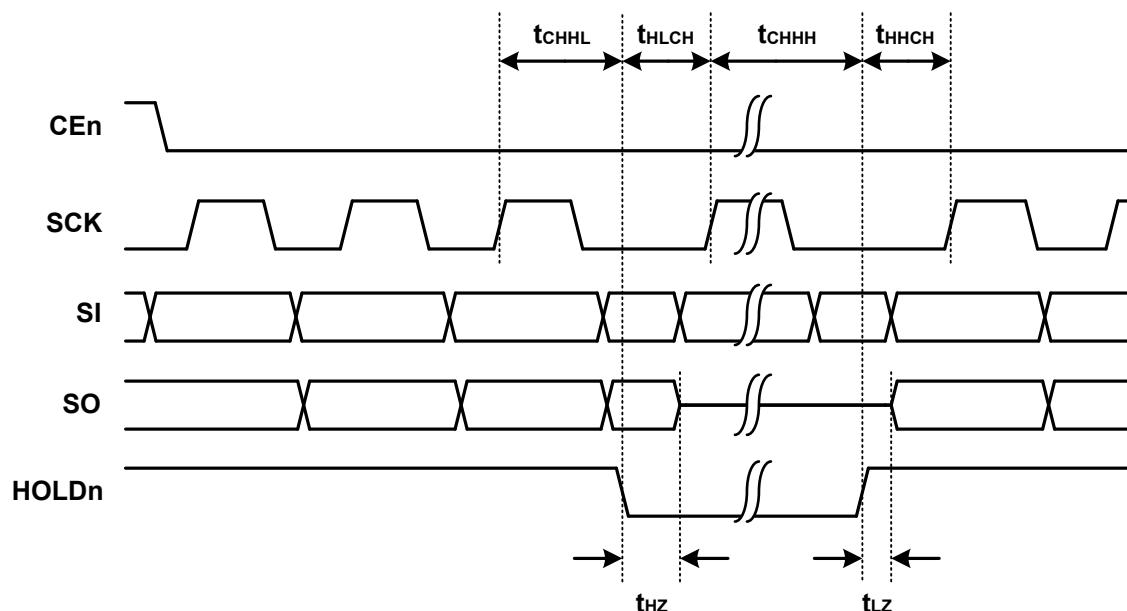 tCHHL tHLCH tCHHH tHHCH
CEn
SCK
SI
SO
HOLDn
tHZ tLZ